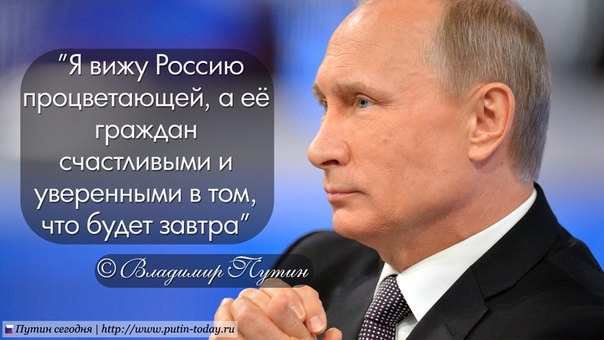 "Я вижу Россию
процветающей, а её
граждан
счастливыми и
уверенными в том,
что будет завтра"
© Владимир Путин
Путин сегодня | http://www.putin-today.ru